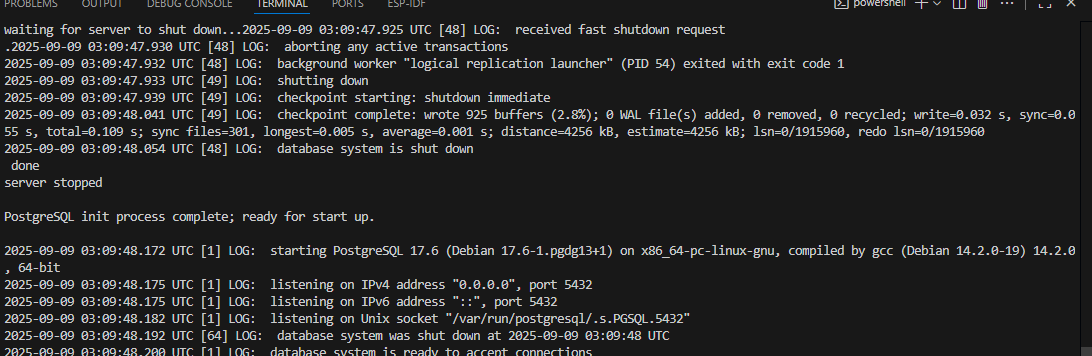 PROBLEMS OUTPUT DEBUG CONSOLE TERMINAL PORTS ESP-IDF powershell
waiting for server to shut down...2025-09-09 03:09:47.925 UTC [48] LOG:  received fast shutdown request
.2025-09-09 03:09:47.930 UTC [48] LOG:  aborting any active transactions
2025-09-09 03:09:47.932 UTC [48] LOG:  background worker "logical replication launcher" (PID 54) exited with exit code 1
2025-09-09 03:09:47.933 UTC [49] LOG:  shutting down
2025-09-09 03:09:47.939 UTC [49] LOG:  checkpoint starting: shutdown immediate
2025-09-09 03:09:48.041 UTC [49] LOG:  checkpoint complete: wrote 925 buffers (2.8%); 0 WAL file(s) added, 0 removed, 0 recycled; write=0.032 s, sync=0.0
55 s, total=0.109 s; sync files=301, longest=0.005 s, average=0.001 s; distance=4256 kB, estimate=4256 kB; lsn=0/1915960, redo lsn=0/1915960
2025-09-09 03:09:48.054 UTC [48] LOG:  database system is shut down
 done
server stopped
PostgreSQL init process complete; ready for start up.
2025-09-09 03:09:48.172 UTC [1] LOG:  starting PostgreSQL 17.6 (Debian 17.6-1.pgdg13+1) on x86_64-pc-linux-gnu, compiled by gcc (Debian 14.2.0-19) 14.2.0
, 64-bit
2025-09-09 03:09:48.175 UTC [1] LOG:  listening on IPv4 address "0.0.0.0", port 5432
2025-09-09 03:09:48.175 UTC [1] LOG:  listening on IPv6 address "::", port 5432
2025-09-09 03:09:48.182 UTC [1] LOG:  listening on Unix socket "/var/run/postgresql/.s.PGSQL.5432"
2025-09-09 03:09:48.192 UTC [64] LOG:  database system was shut down at 2025-09-09 03:09:48 UTC
2025-09-09 03:09:48.200 UTC [1] LOG:  database system is ready to accept connections